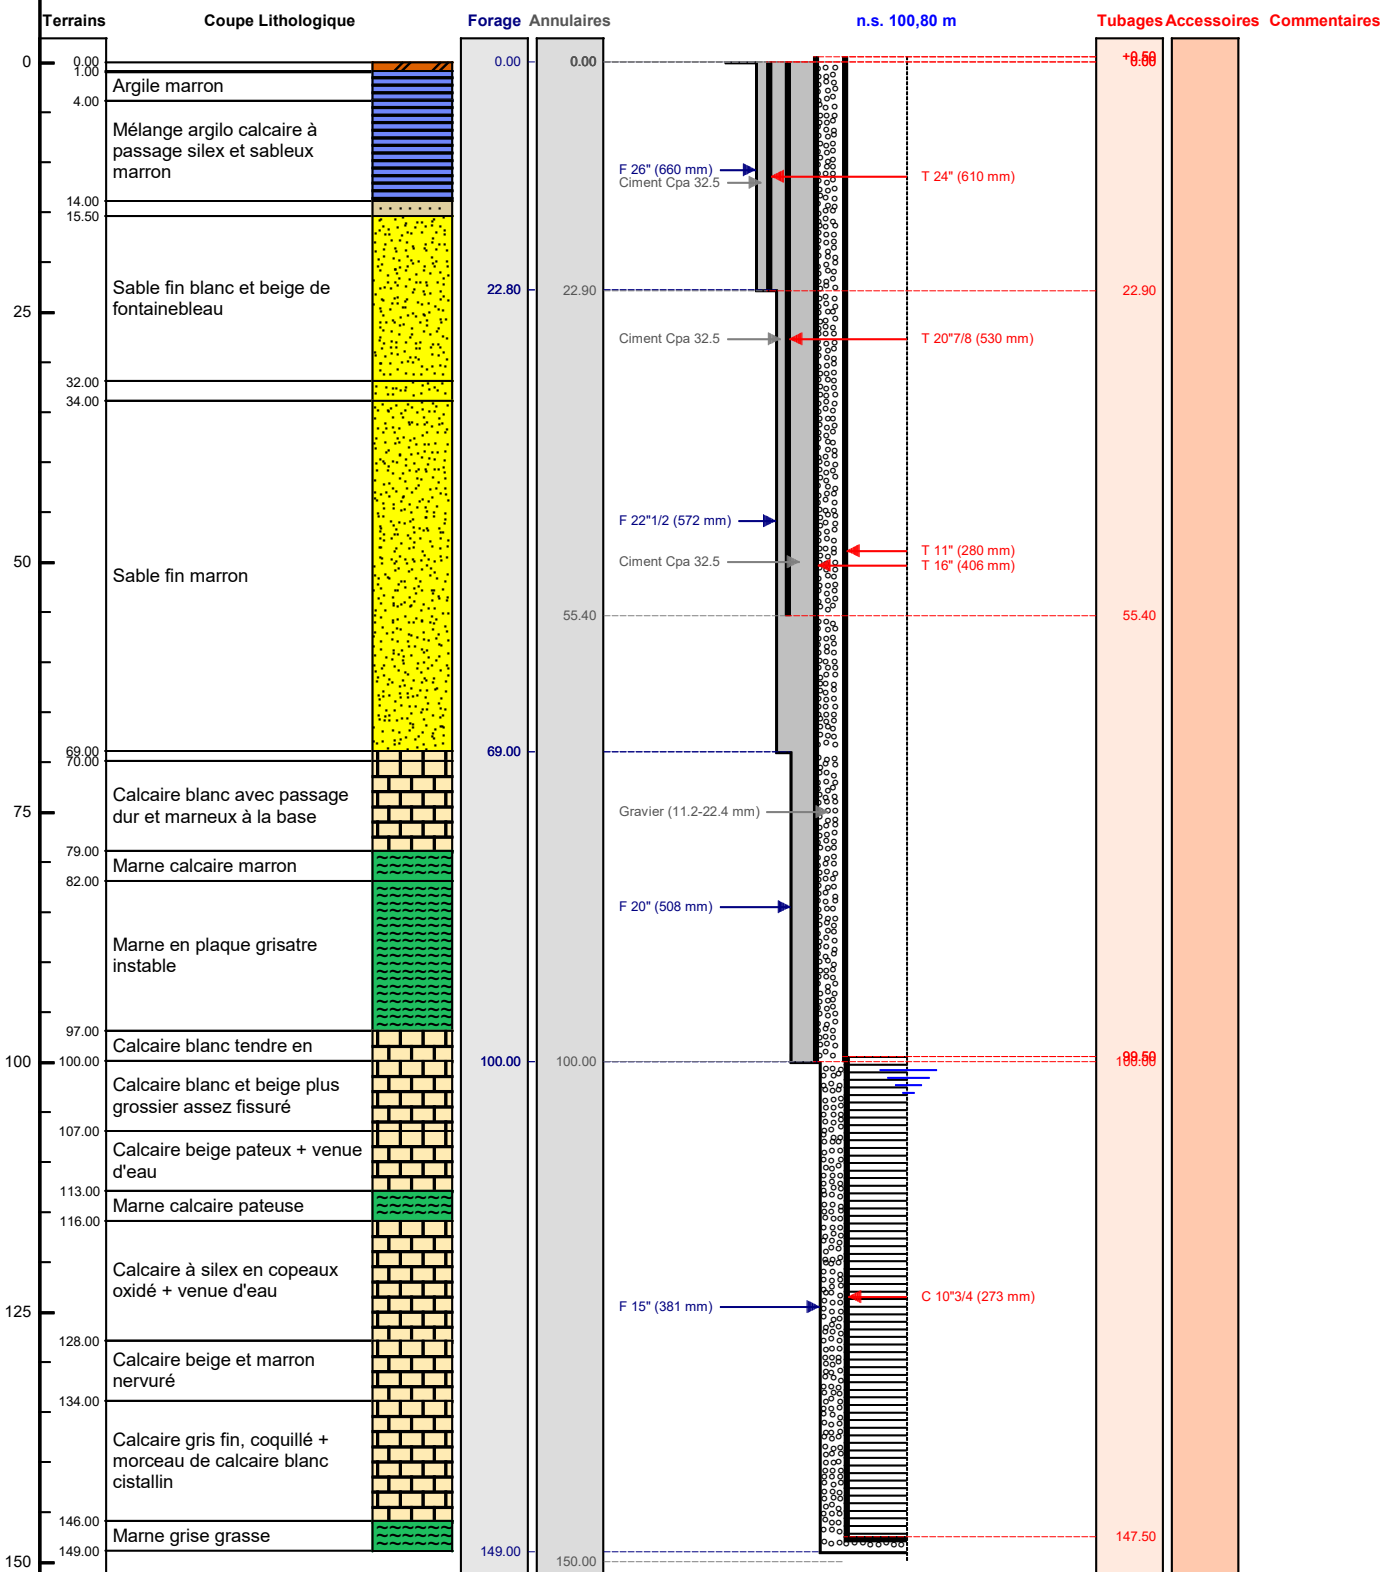 Terrains Coupe Lithologique Forage Annulaires n.s. 100,80 m Tubages Accessoires Commentaires
0
25
50
75
100
125
150
0.00
1.00
4.00
14.00
15.50
32.00
34.00
69.00
70.00
79.00
82.00
97.00
100.00
107.00
113.00
116.00
128.00
134.00
146.00
149.00
Argile marron
Mélange argilo calcaire à
passage silex et sableux
marron
Sable fin blanc et beige de
fontainebleau
Sable fin marron
Calcaire blanc avec passage
dur et marneux à la base
Marne calcaire marron
Marne en plaque grisatre
instable
Calcaire blanc tendre en
Calcaire blanc et beige plus
grossier assez fissuré
Calcaire beige pateux + venue
d'eau
Marne calcaire pateuse
Calcaire à silex en copeaux
oxidé + venue d'eau
Calcaire beige et marron
nervuré
Calcaire gris fin, coquillé +
morceau de calcaire blanc
cistallin
Marne grise grasse
0.00
22.80
69.00
100.00
149.00
0.00
22.90
55.40
100.00
150.00
F 26" (660 mm)
Ciment Cpa 32.5
Ciment Cpa 32.5
F 22"1/2 (572 mm)
Ciment Cpa 32.5
Gravier (11.2-22.4 mm)
F 20" (508 mm)
F 15" (381 mm)
T 24" (610 mm)
T 20"7/8 (530 mm)
T 11" (280 mm)
T 16" (406 mm)
C 10"3/4 (273 mm)
+0.50
0.00
22.90
55.40
99.50
100.00
147.50